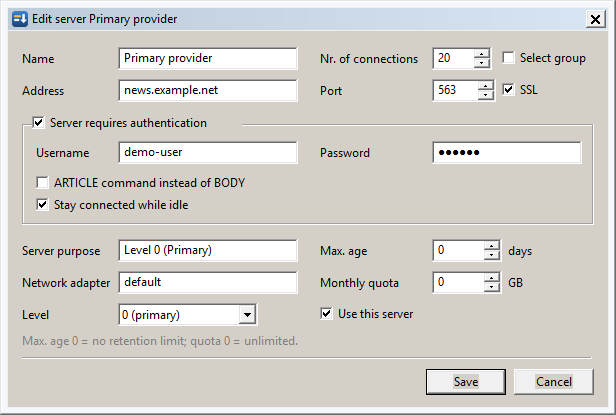 Edit server Primary provider
Name Primary provider Nr. of connections 20 Select group
Address news.example.net Port 563 SSL
Server requires authentication
Username demo-user Password ●●●●●●
ARTICLE command instead of BODY
Stay connected while idle
Server purpose Level 0 (Primary) Max. age 0 days
Network adapter default Monthly quota 0 GB
Level 0 (primary) Use this server
Max. age 0 = no retention limit; quota 0 = unlimited.
Save Cancel